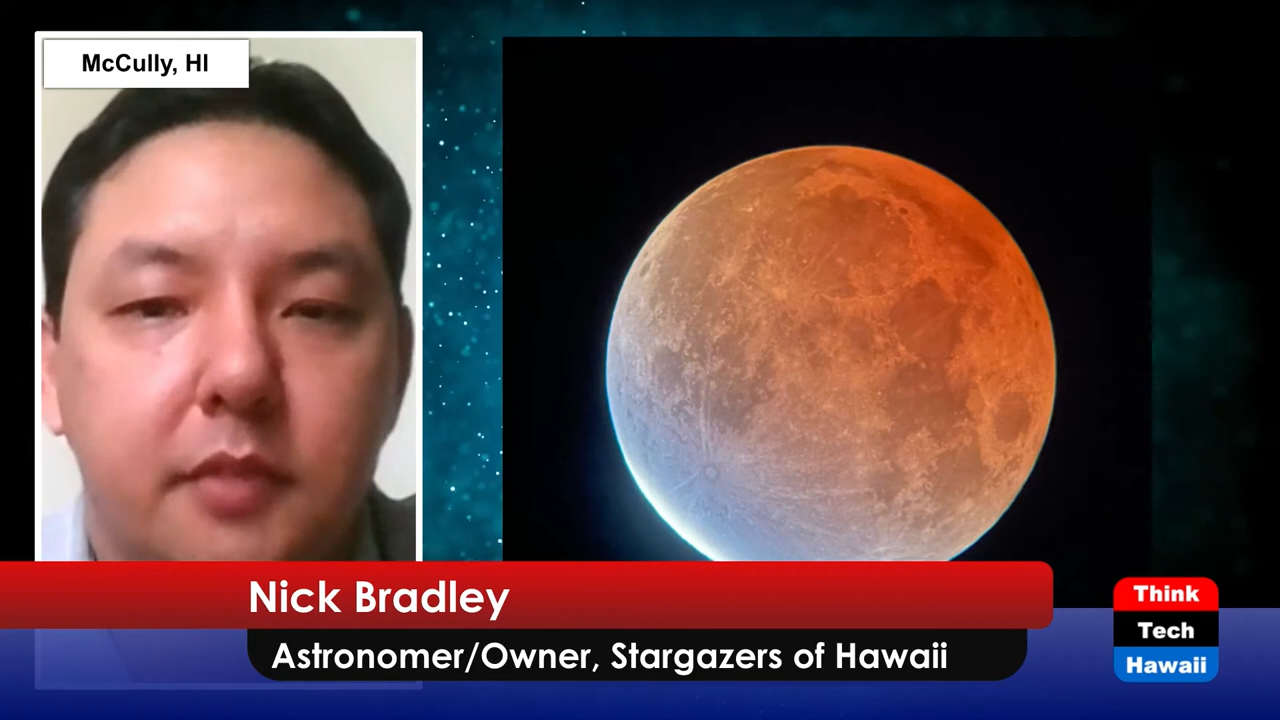 McCully, HI
Nick Bradley
Astronomer/Owner, Stargazers of Hawaii
Think
Tech
Hawaii